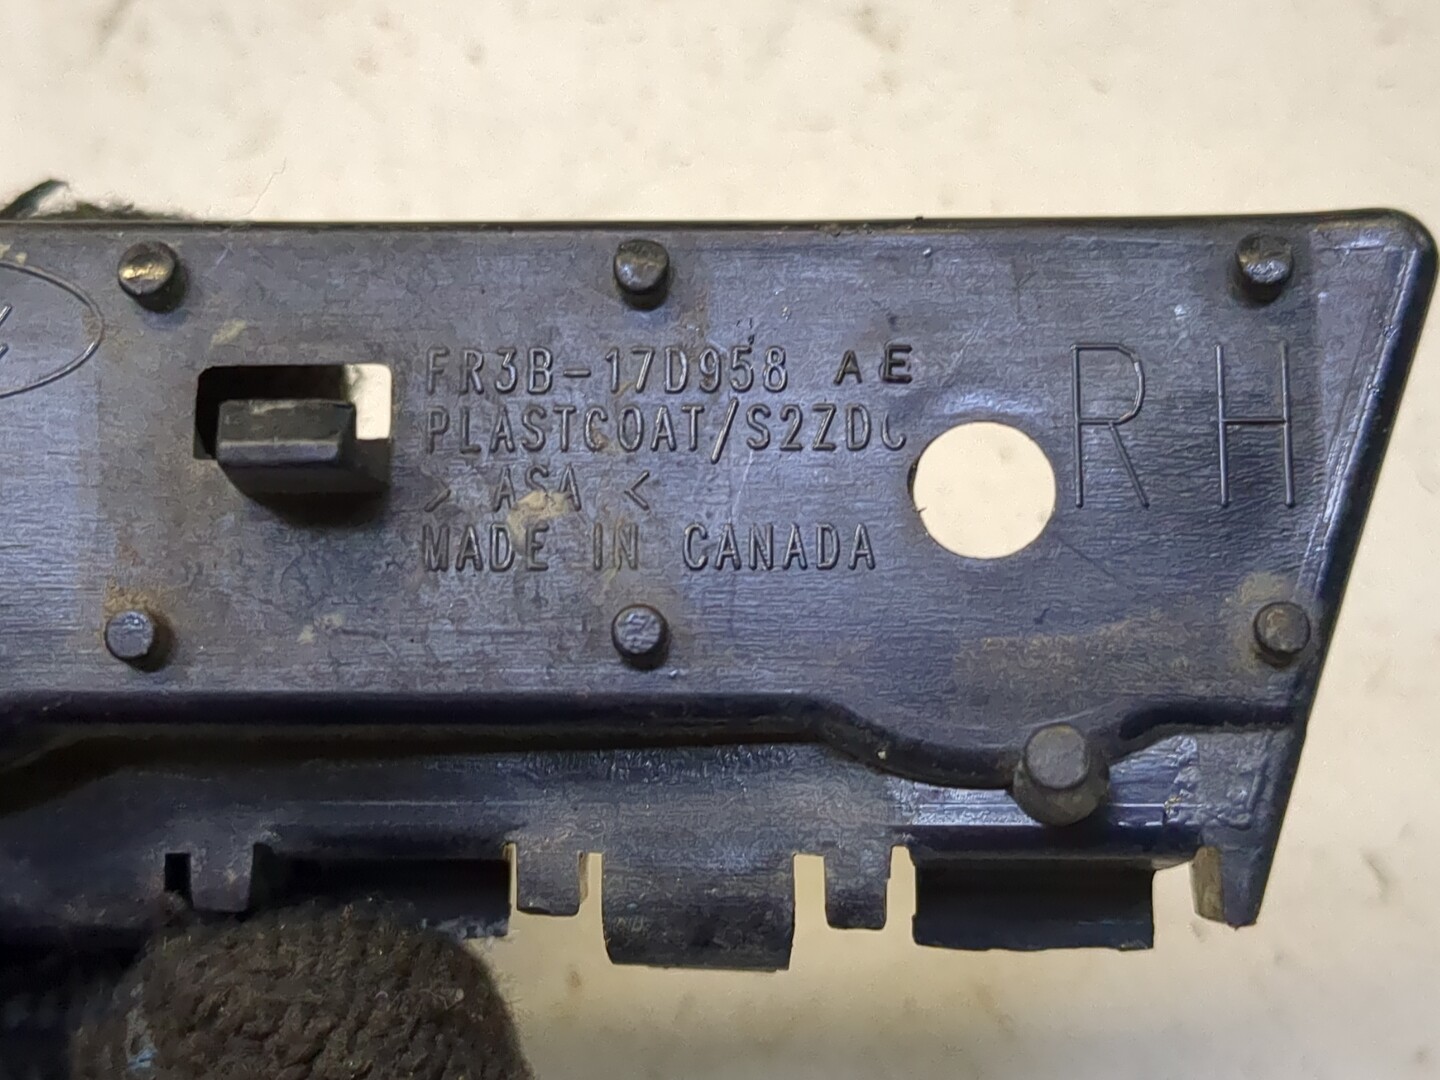 FR3B-17D958 AE
PLASTCOAT/S2ZDC
> ASA <
MADE IN CANADA
RH